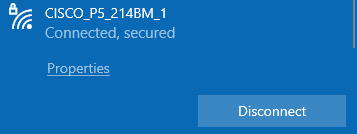 CISCO_P5_214BM_1
Connected, secured
Properties
Disconnect